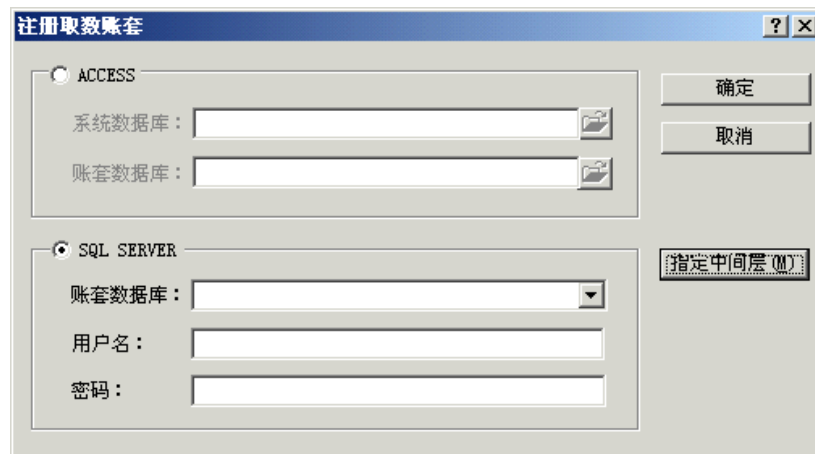 注册取数账套
ACCESS
系统数据库：
账套数据库：
SQL SERVER
账套数据库：
用户名：
密码：
确定
取消
指定中间层(M)